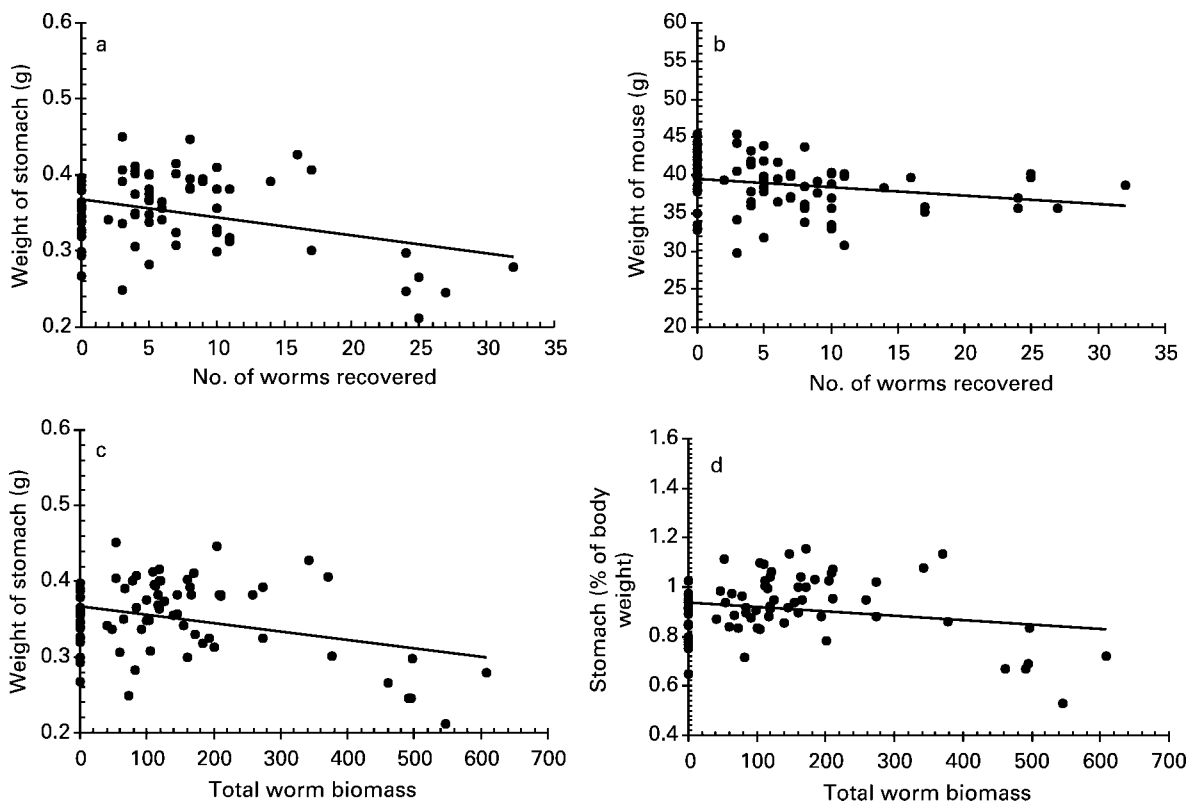 a
Weight of stomach (g)
0.6
0.5
0.4
0.3
0.2
0 5 10 15 20 25 30 35
No. of worms recovered
b
Weight of mouse (g)
60
55
50
45
40
35
30
25
20
0 5 10 15 20 25 30 35
No. of worms recovered
c
Weight of stomach (g)
0.6
0.5
0.4
0.3
0.2
0 100 200 300 400 500 600 700
Total worm biomass
d
Stomach (% of body
weight)
1.6
1.4
1.2
1
0.8
0.6
0.4
0 100 200 300 400 500 600 700
Total worm biomass